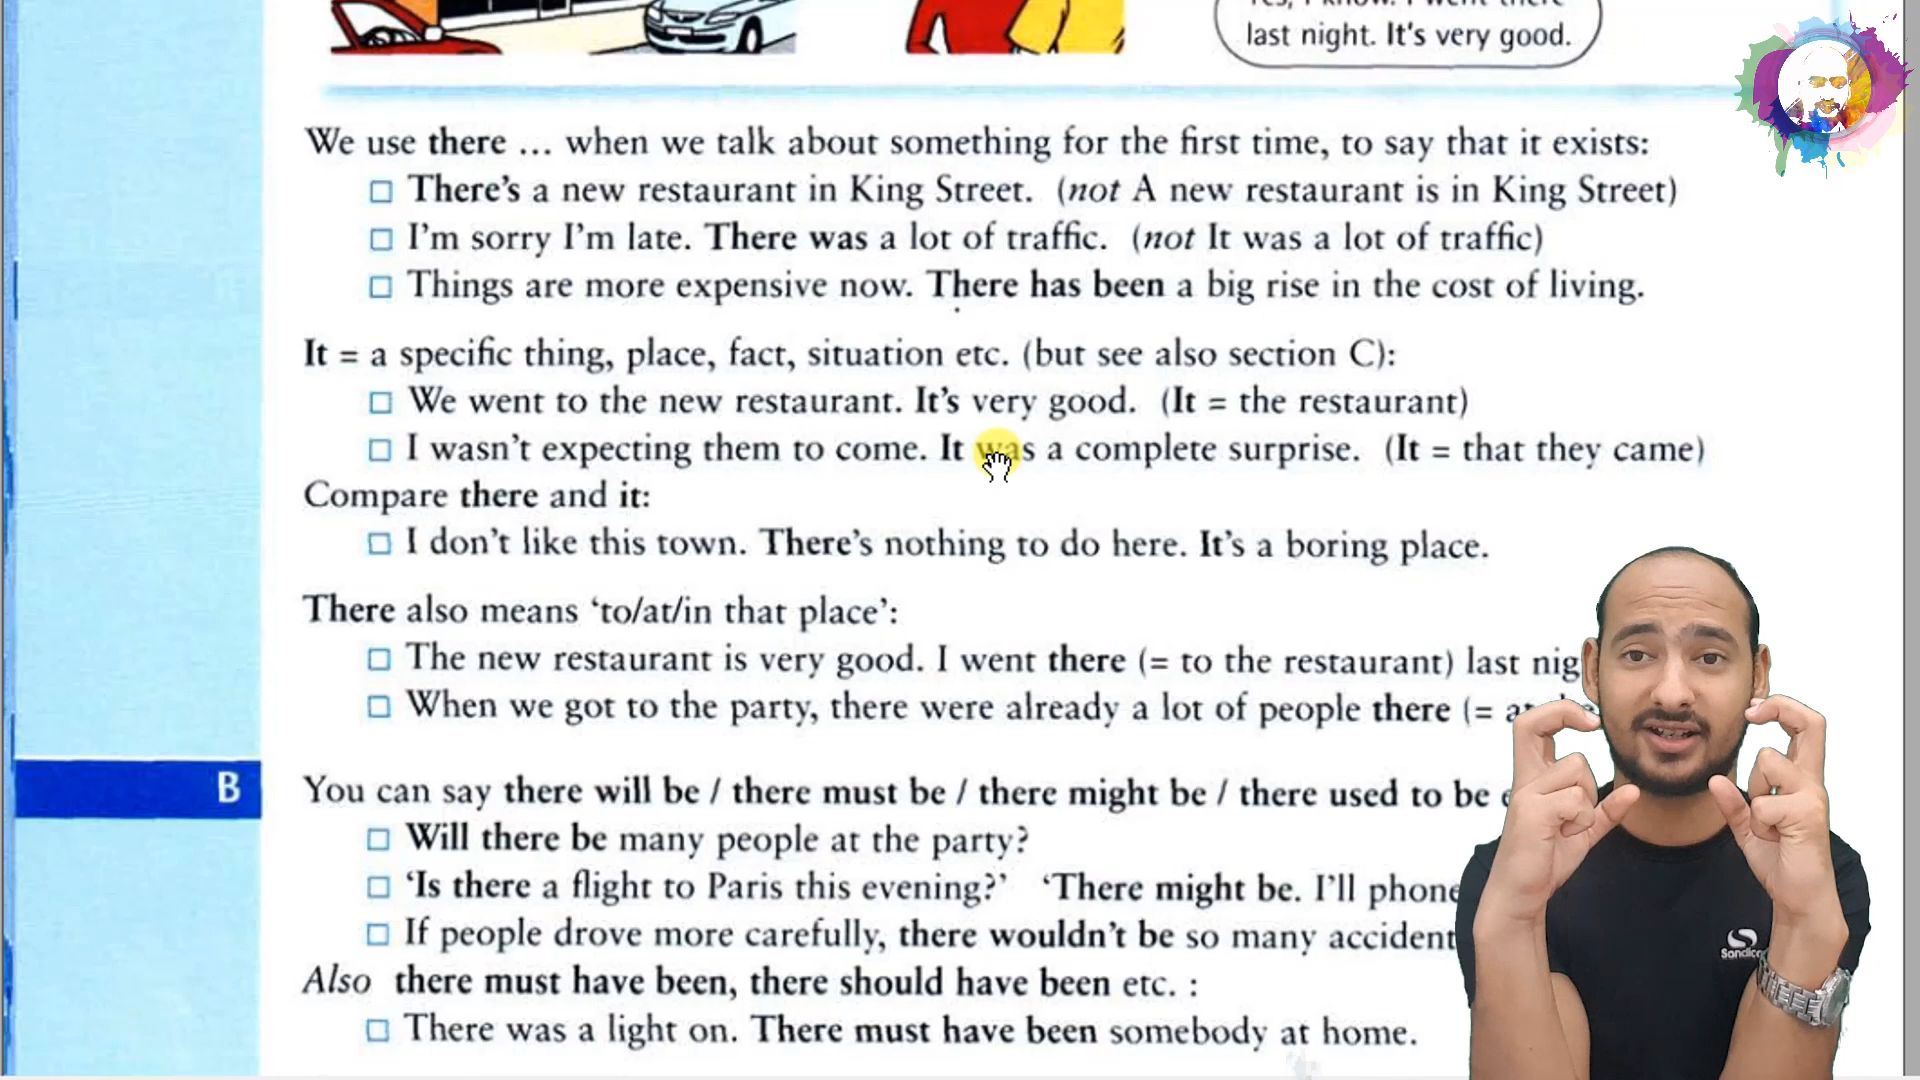 last night. It's very good.
We use there ... when we talk about something for the first time, to say that it exists:
There's a new restaurant in King Street. (not A new restaurant is in King Street)
I'm sorry I'm late. There was a lot of traffic. (not It was a lot of traffic)
Things are more expensive now. There has been a big rise in the cost of living.
It = a specific thing, place, fact, situation etc. (but see also section C):
We went to the new restaurant. It's very good. (It = the restaurant)
I wasn't expecting them to come. It was a complete surprise. (It = that they came)
Compare there and it:
I don't like this town. There's nothing to do here. It's a boring place.
There also means 'to/at/in that place':
The new restaurant is very good. I went there (= to the restaurant) last nig
When we got to the party, there were already a lot of people there (=
B
You can say there will be / there must be / there might be / there used to be
Will there be many people at the party?
'Is there a flight to Paris this evening?' 'There might be. I'll phone
If people drove more carefully, there wouldn't be so many accident
Also there must have been, there should have been etc. :
There was a light on. There must have been somebody at home.